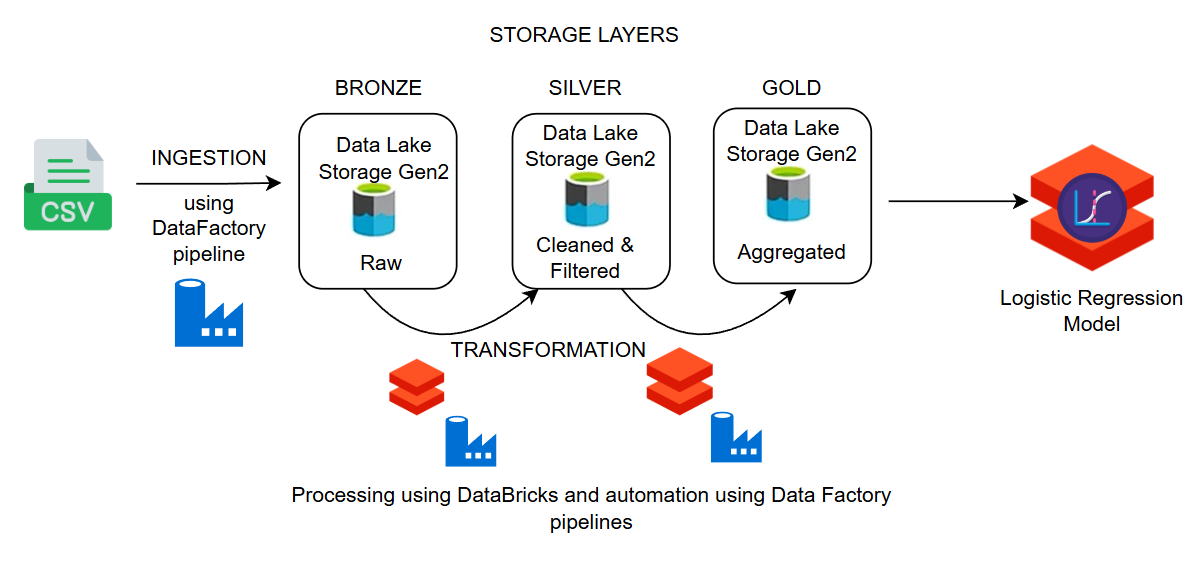 STORAGE LAYERS
BRONZE
SILVER
GOLD
CSV
INGESTION
using
DataFactory
pipeline
Data Lake
Storage Gen2
Raw
Data Lake
Storage Gen2
Cleaned &
Filtered
Data Lake
Storage Gen2
Aggregated
Logistic Regression
Model
TRANSFORMATION
Processing using DataBricks and automation using Data Factory
pipelines